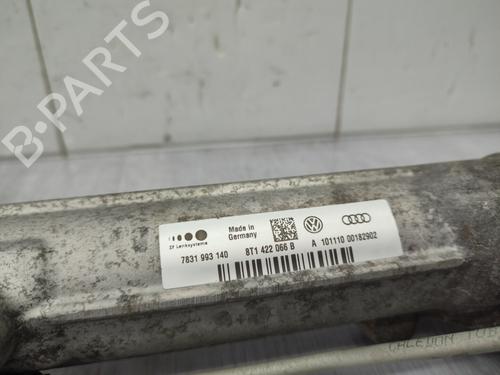 B-PARTS
ZF Lenksysteme
Made in
Germany
7831 993 140
8T1 422 066 B
A 101110 00182902